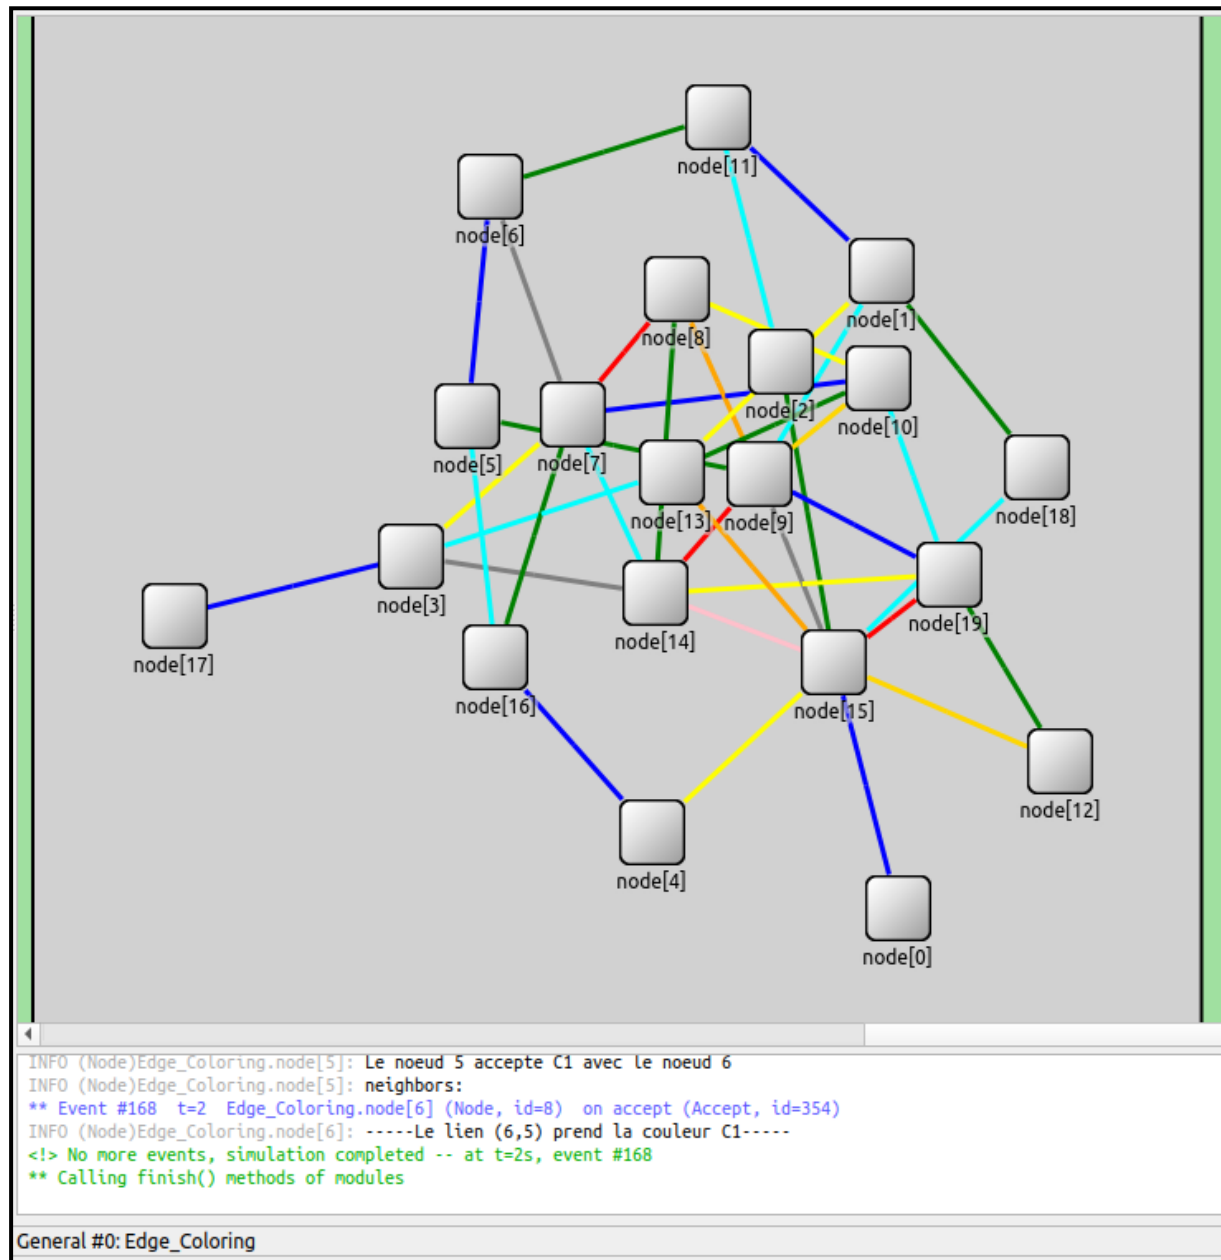 node[11]
node[6]
node[1]
node[8]
node[2]
node[10]
node[5]
node[7]
node[13]
node[9]
node[18]
node[3]
node[19]
node[14]
node[17]
node[16]
node[15]
node[12]
node[4]
node[0]
INFO (Node)Edge_Coloring.node[5]: Le noeud 5 accepte C1 avec le noeud 6
INFO (Node)Edge_Coloring.node[5]: neighbors:
** Event #168  t=2  Edge_Coloring.node[6] (Node, id=8)  on accept (Accept, id=354)
INFO (Node)Edge_Coloring.node[6]: -----Le lien (6,5) prend la couleur C1-----
<!> No more events, simulation completed -- at t=2s, event #168
** Calling finish() methods of modules
General #0: Edge_Coloring